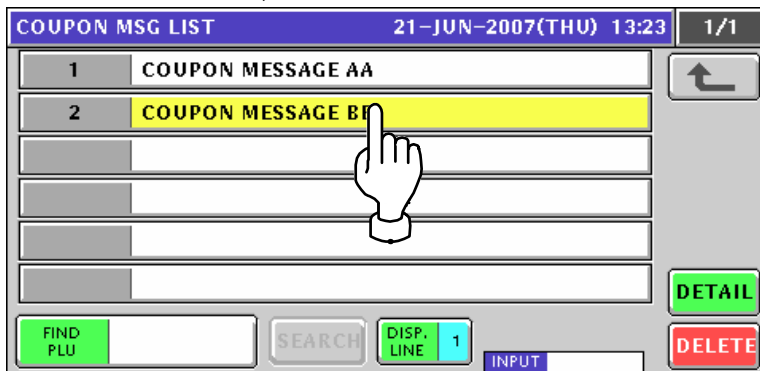 COUPON MSG LIST 21-JUN-2007(THU) 13:23 1/1
1 COUPON MESSAGE AA
2 COUPON MESSAGE
DETAIL
FIND PLU SEARCH DISP. LINE 1
INPUT
DELETE